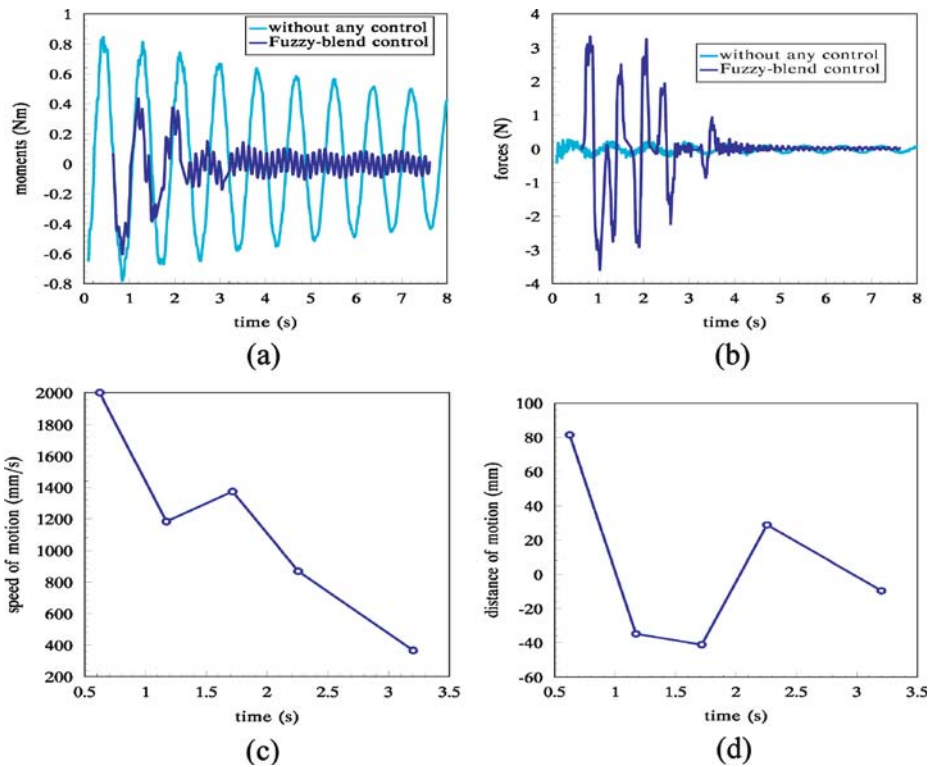 without any control
Fuzzy-blend control
moments (Nm)
1
0.8
0.6
0.4
0.2
0
-0.2
-0.4
-0.6
-0.8
0 1 2 3 4 5 6 7 8
time (s)
(a)
without any control
Fuzzy-blend control
forces (N)
4
3
2
1
0
-1
-2
-3
-4
0 1 2 3 4 5 6 7 8
time (s)
(b)
speed of motion (mm/s)
2000
1800
1600
1400
1200
1000
800
600
400
200
0.5 1 1.5 2 2.5 3 3.5
time (s)
(c)
distance of motion (mm)
100
80
60
40
20
0
-20
-40
-60
0.5 1 1.5 2 2.5 3 3.5
time (s)
(d)